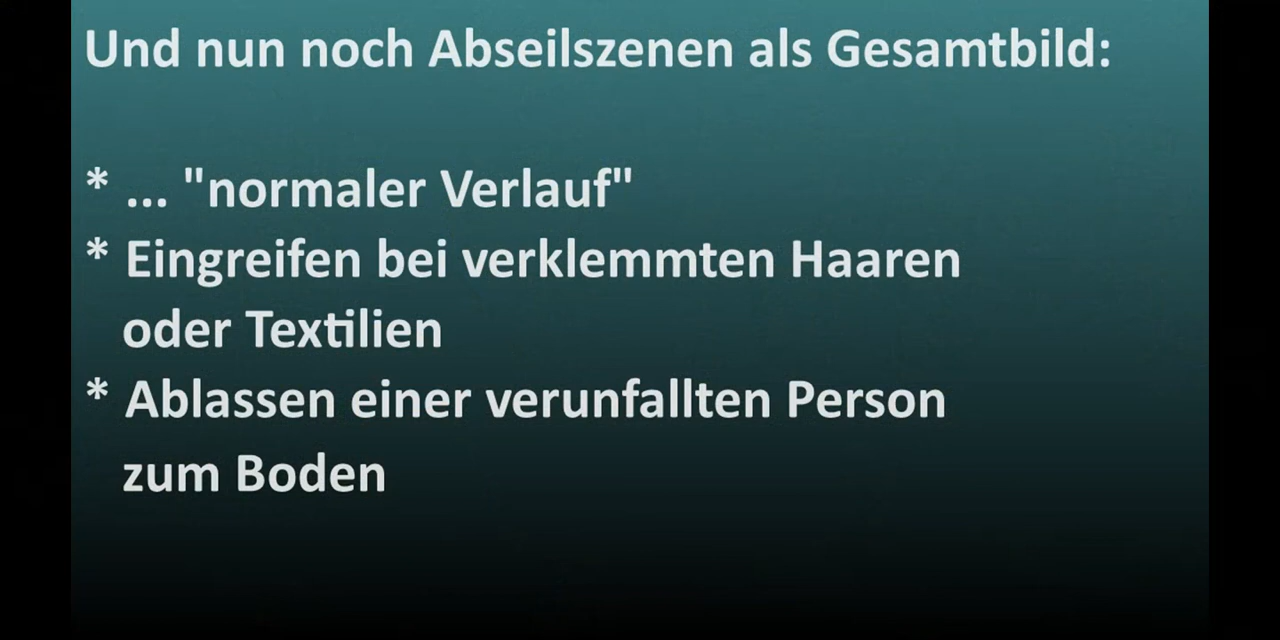 Und nun noch Abseilszenen als Gesamtbild:
* ... "normaler Verlauf"
* Eingreifen bei verklemmten Haaren
oder Textilien
* Ablassen einer verunfallten Person
zum Boden